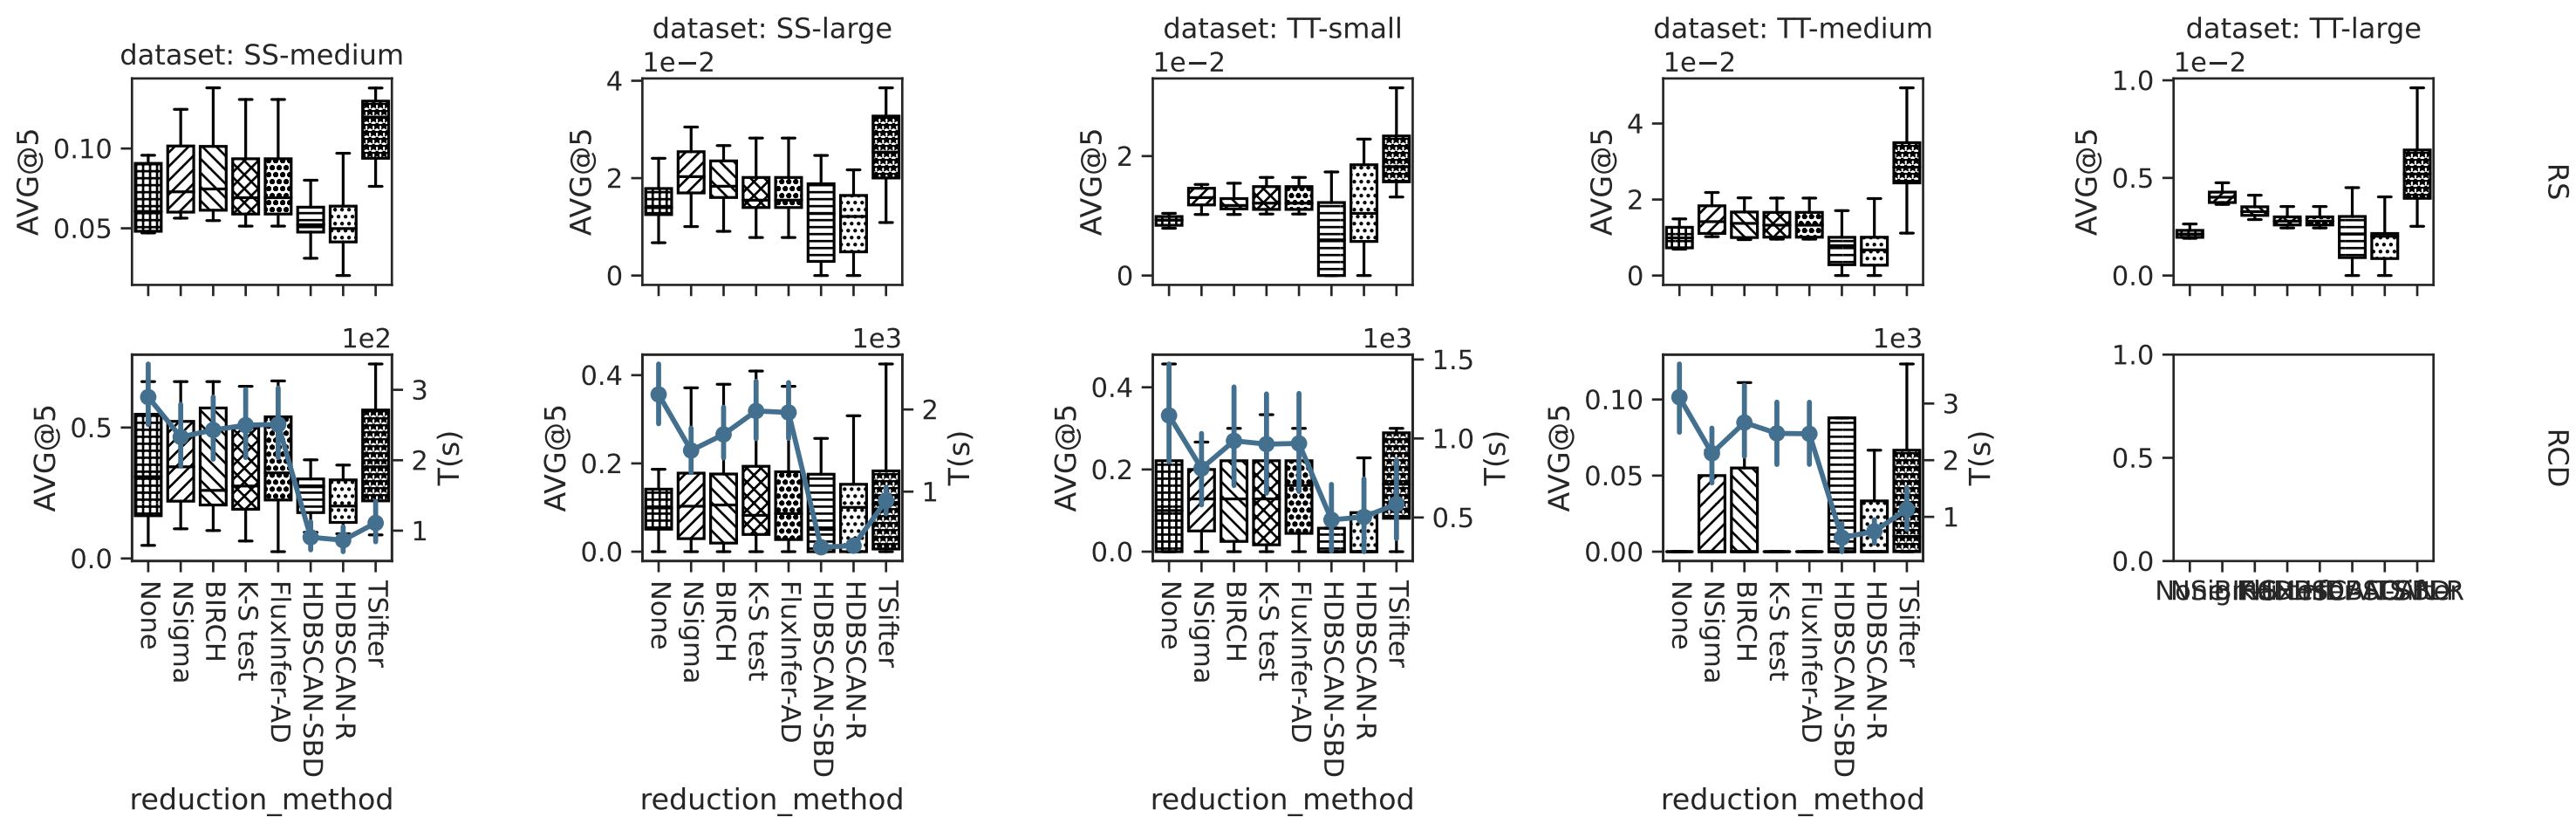 dataset: SS-medium
dataset: SS-large
dataset: TT-small
dataset: TT-medium
dataset: TT-large
1e−2
1e−2
1e−2
1e−2
AVG@5
0.10
0.05
AVG@5
4
2
0
AVG@5
2
0
AVG@5
4
2
0
AVG@5
1.0
0.5
0.0
RS
1e2
1e3
1e3
1e3
AVG@5
0.5
0.0
3
2
1
T(s)
AVG@5
0.4
0.2
0.0
2
1
T(s)
AVG@5
0.4
0.2
0.0
1.5
1.0
0.5
T(s)
AVG@5
0.10
0.05
0.00
3
2
1
T(s)
1.0
0.5
0.0
RCD
None
NSigma
BIRCH
K-S test
FluxInfer-AD
HDBSCAN-SBD
HDBSCAN-R
TSifter
None
NSigma
BIRCH
K-S test
FluxInfer-AD
HDBSCAN-SBD
HDBSCAN-R
TSifter
None
NSigma
BIRCH
K-S test
FluxInfer-AD
HDBSCAN-SBD
HDBSCAN-R
TSifter
None
NSigma
BIRCH
K-S test
FluxInfer-AD
HDBSCAN-SBD
HDBSCAN-R
TSifter
reduction_method
reduction_method
reduction_method
reduction_method